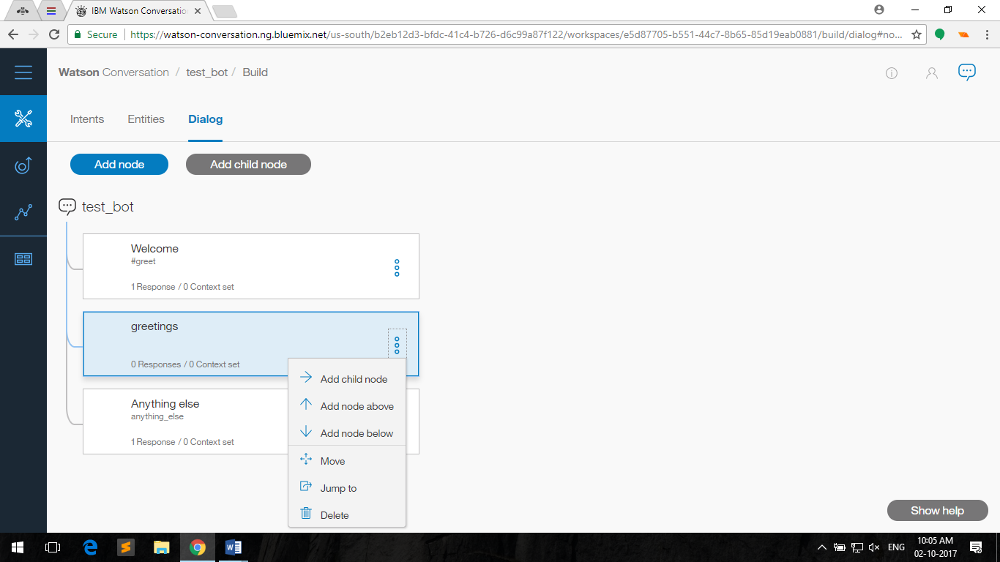 IBM Watson Conversatio
Secure
https://watson-conversation.ng.bluemix.net/us-south/b2eb12d3-bfdc-41c4-b726-d6c99a87f122/workspaces/e5d87705-b551-44c7-8b65-85d19eab0881/build/dialog#no...
Watson Conversation / test_bot / Build
Intents Entities Dialog
Add node Add child node
test_bot
Welcome
#greet
1 Response / 0 Context set
greetings
0 Responses / 0 Context set
Add child node
Add node above
Add node below
Move
Jump to
Delete
Anything else
anything_else
1 Response / 0 Context set
Show help
ENG
10:05 AM
02-10-2017